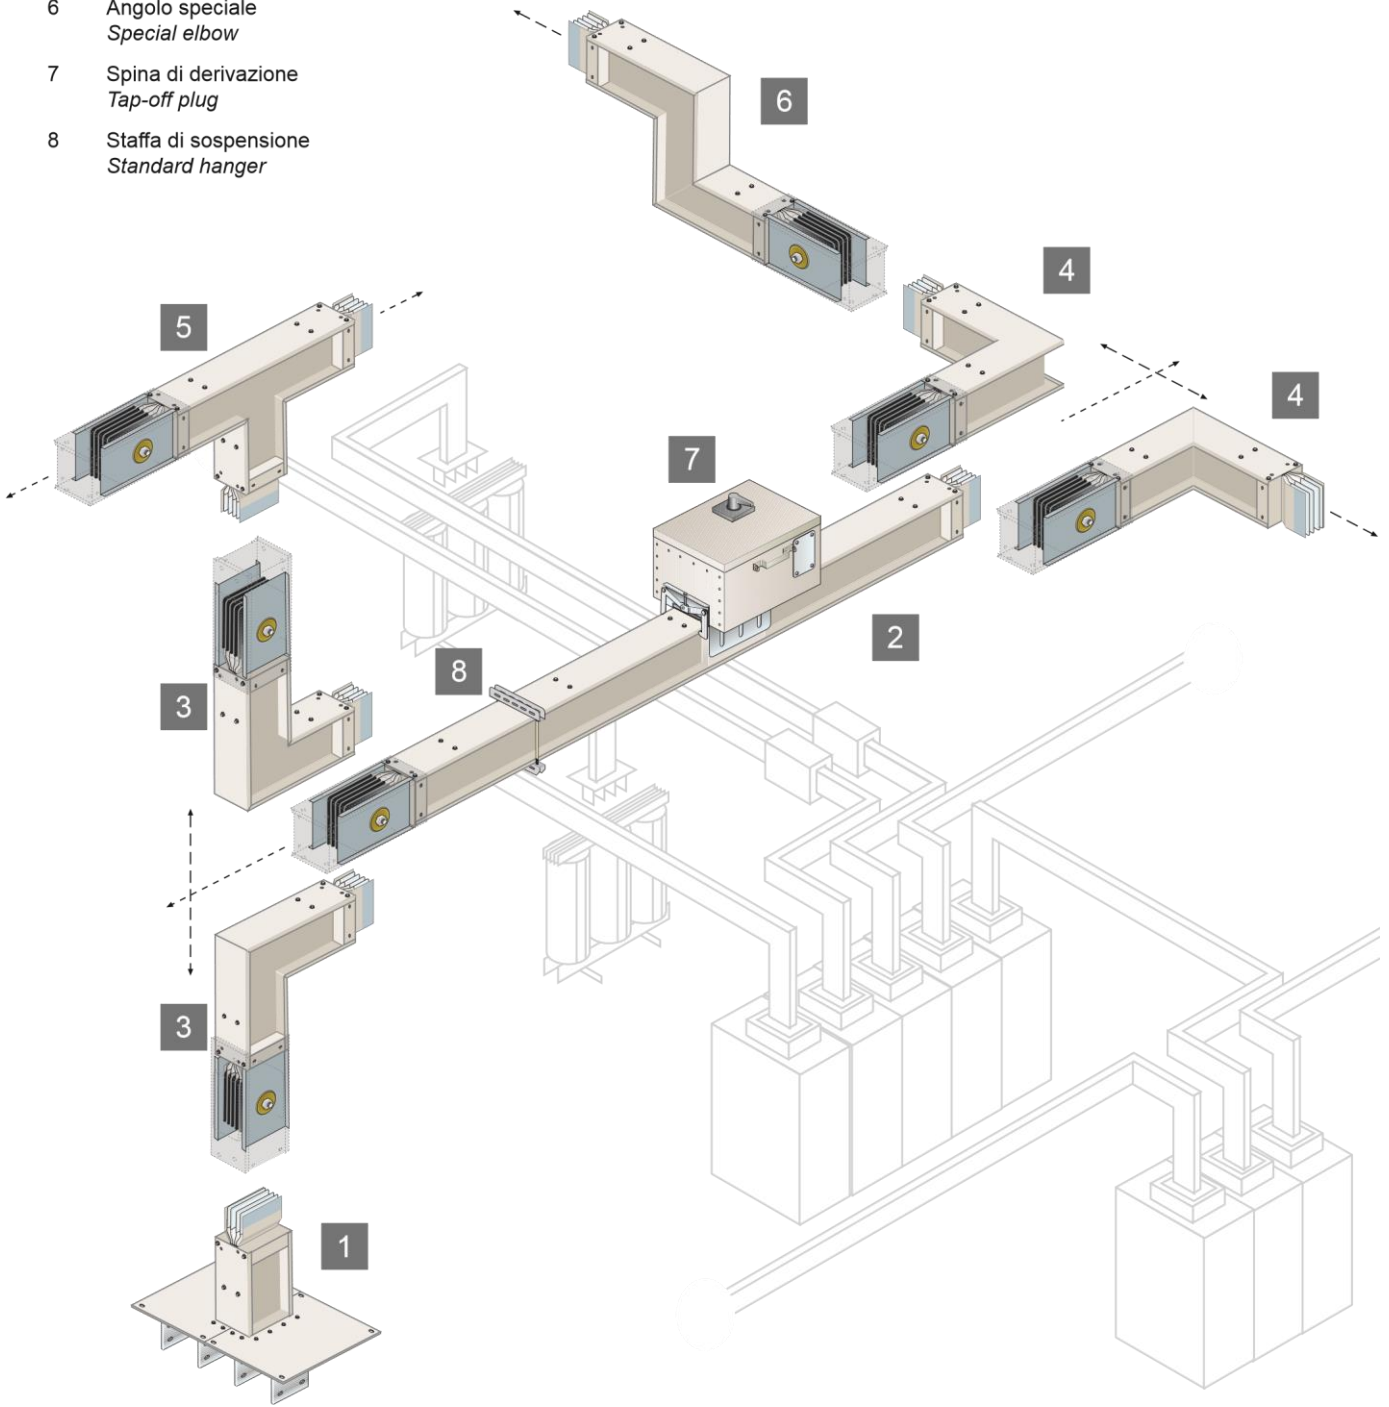 6 Angolo speciale
Special elbow
7 Spina di derivazione
Tap-off plug
8 Staffa di sospensione
Standard hanger
6
4
5
4
7
2
8
3
3
1